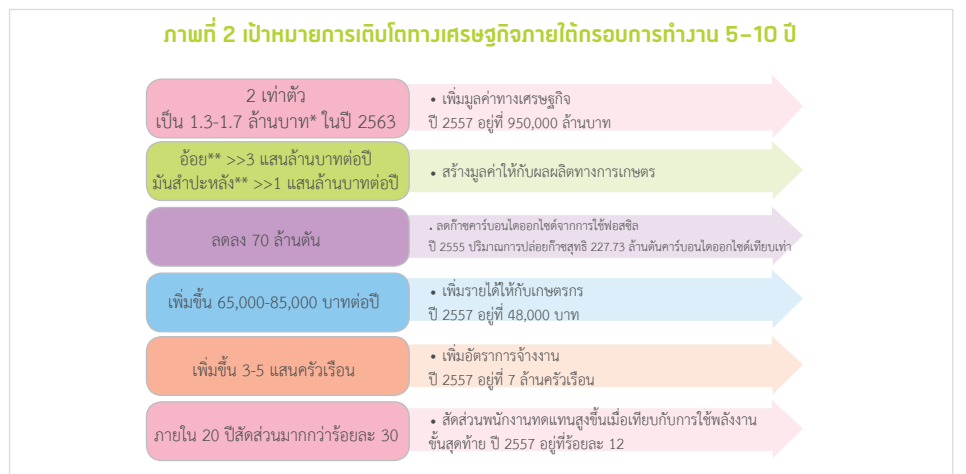 ภาพที่ 2 เป้าหมายการเติบโตทางเศรษฐกิจภายใต้กรอบการทำงาน 5-10 ปี
2 เท่าตัว
เป็น 1.3-1.7 ล้านบาท* ในปี 2563
• เพิ่มมูลค่าทางเศรษฐกิจ
ปี 2557 อยู่ที่ 950,000 ล้านบาท
อ้อย** >>3 แสนล้านบาทต่อปี
มันสำปะหลัง** >>1 แสนล้านบาทต่อปี
• สร้างมูลค่าให้กับผลผลิตทางการเกษตร
ลดลง 70 ล้านตัน
. ลดก๊าซคาร์บอนไดออกไซด์จากการใช้ฟอสซิล
ปี 2555 ปริมาณการปล่อยก๊าซสุทธิ 227.73 ล้านตันคาร์บอนไดออกไซด์เทียบเท่า
เพิ่มขึ้น 65,000-85,000 บาทต่อปี
• เพิ่มรายได้ให้กับเกษตรกร
ปี 2557 อยู่ที่ 48,000 บาท
เพิ่มขึ้น 3-5 แสนครัวเรือน
• เพิ่มอัตราการจ้างงาน
ปี 2557 อยู่ที่ 7 ล้านครัวเรือน
ภายใน 20 ปีสัดส่วนมากกว่าร้อยละ 30
• สัดส่วนพนักงานทดแทนสูงขึ้นเมื่อเทียบกับการใช้พลังงาน
ขั้นสุดท้าย ปี 2557 อยู่ที่ร้อยละ 12